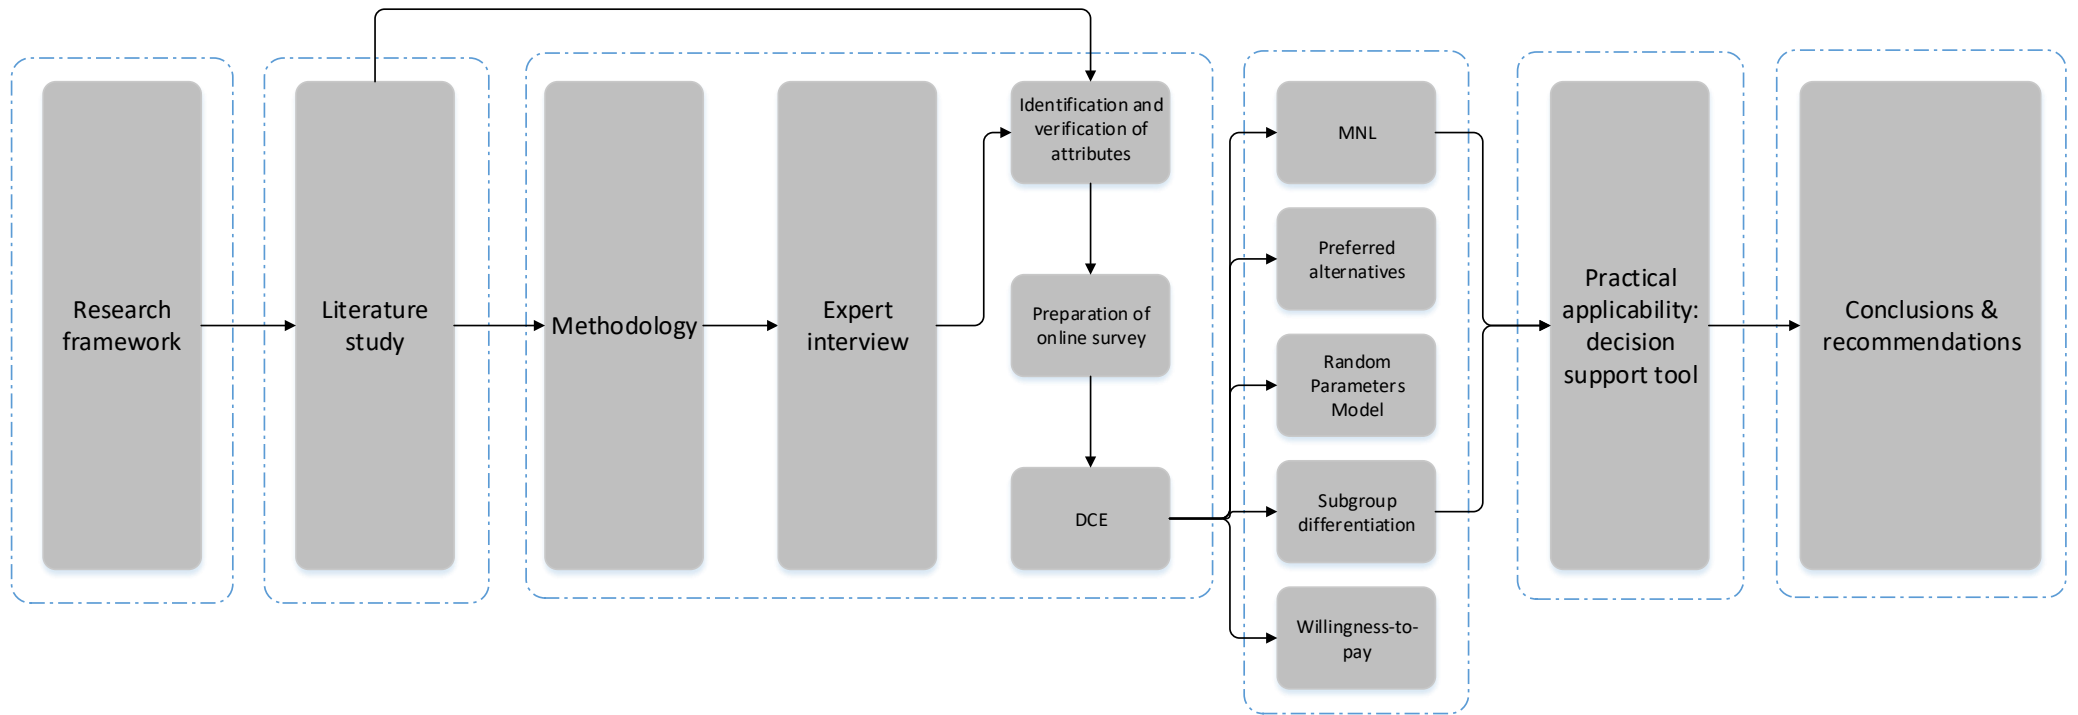 Research
framework
Literature
study
Methodology
Expert
interview
Identification and
verification of
attributes
Preparation of
online survey
DCE
MNL
Preferred
alternatives
Random
Parameters
Model
Subgroup
differentiation
Willingness-to-
pay
Practical
applicability:
decision
support tool
Conclusions &
recommendations